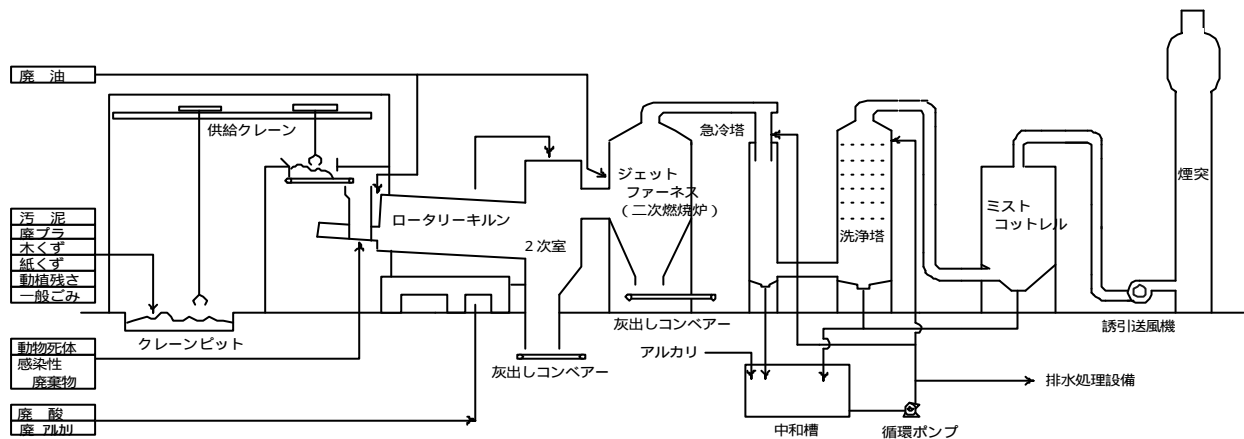 廃 油
供給クレーン
汚 泥
廃プラ
木くず
紙くず
動植残さ
一般ごみ
クレーンピット
動物死体
感染性
廃棄物
廃 酸
廃 アルカリ
ロータリーキルン
2次室
灰出しコンベアー
ジェット
ファーネス
(二次燃焼炉)
灰出しコンベアー
急冷塔
洗浄塔
ミスト
コットレル
煙突
誘引送風機
アルカリ
中和槽
循環ポンプ
排水処理設備